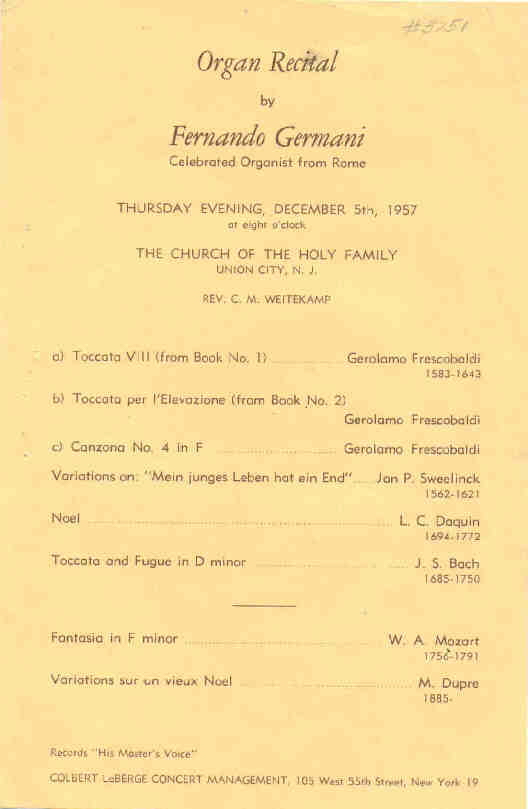 #3251
Organ Recital
by
Fernando Germani
Celebrated Organist from Rome
THURSDAY EVENING, DECEMBER 5th, 1957
at eight o'clock
THE CHURCH OF THE HOLY FAMILY
UNION CITY, N. J.
REV. C. M. WEITEKAMP
a) Toccata VIII (from Book No. 1) Gerolamo Frescobaldi
1583-1643
b) Toccata per l'Elevazione (from Book No. 2)
Gerolamo Frescobaldi
c) Canzona No. 4 in F Gerolamo Frescobaldi
Variations on: "Mein junges Leben hat ein End" Jan P. Sweelinck
1562-1621
Noel L. C. Daquin
1694-1772
Toccata and Fugue in D minor J. S. Bach
1685-1750
Fantasia in F minor W. A. Mozart
1756-1791
Variations sur un vieux Noel M. Dupre
1885-
Records "His Master's Voice"
COLBERT LaBERGE CONCERT MANAGEMENT, 105 West 55th Street, New York 19